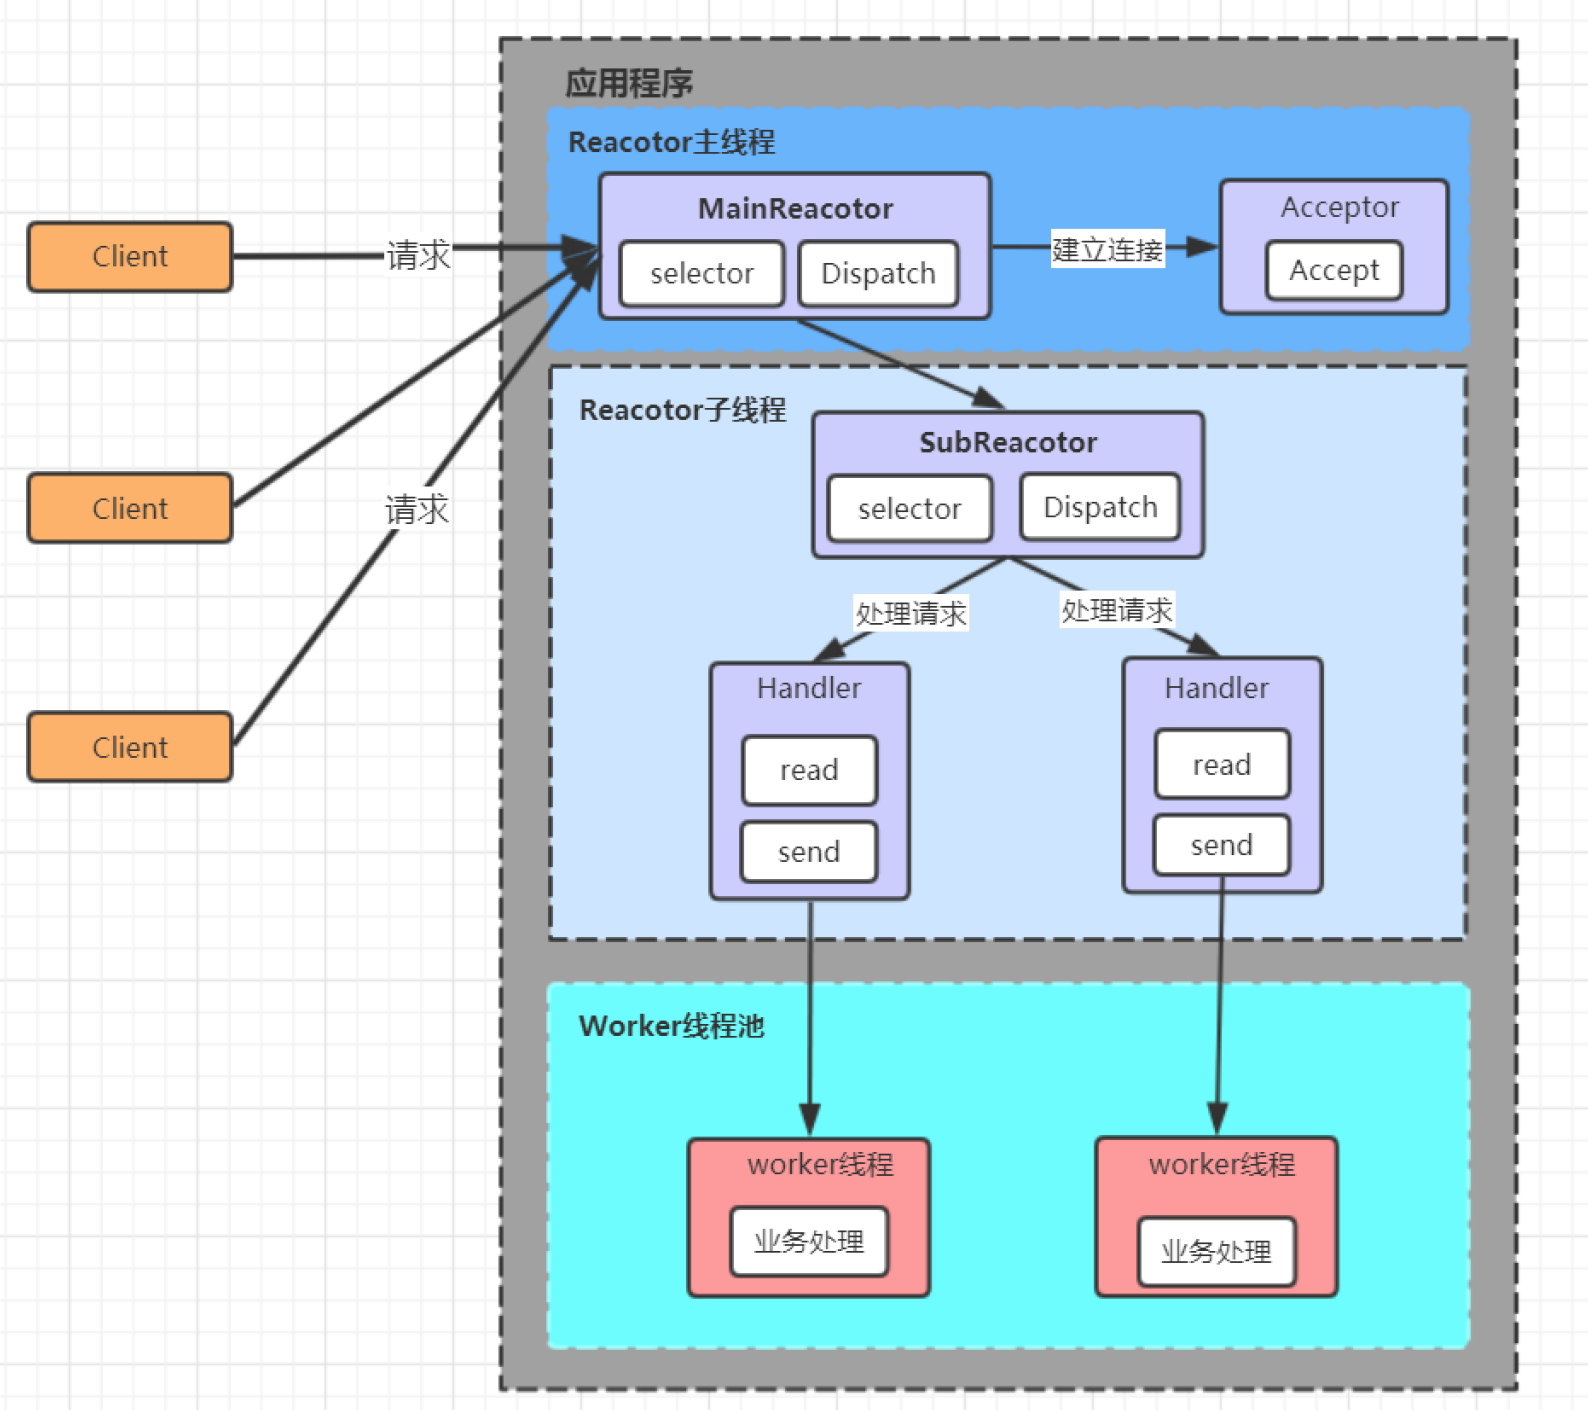 应用程序
Reacotor主线程
MainReacotor
selector
Dispatch
建立连接
Acceptor
Accept
Client
请求
Client
请求
Client
Reacotor子线程
SubReacotor
selector
Dispatch
处理请求
处理请求
Handler
read
send
Handler
read
send
Worker线程池
worker线程
业务处理
worker线程
业务处理